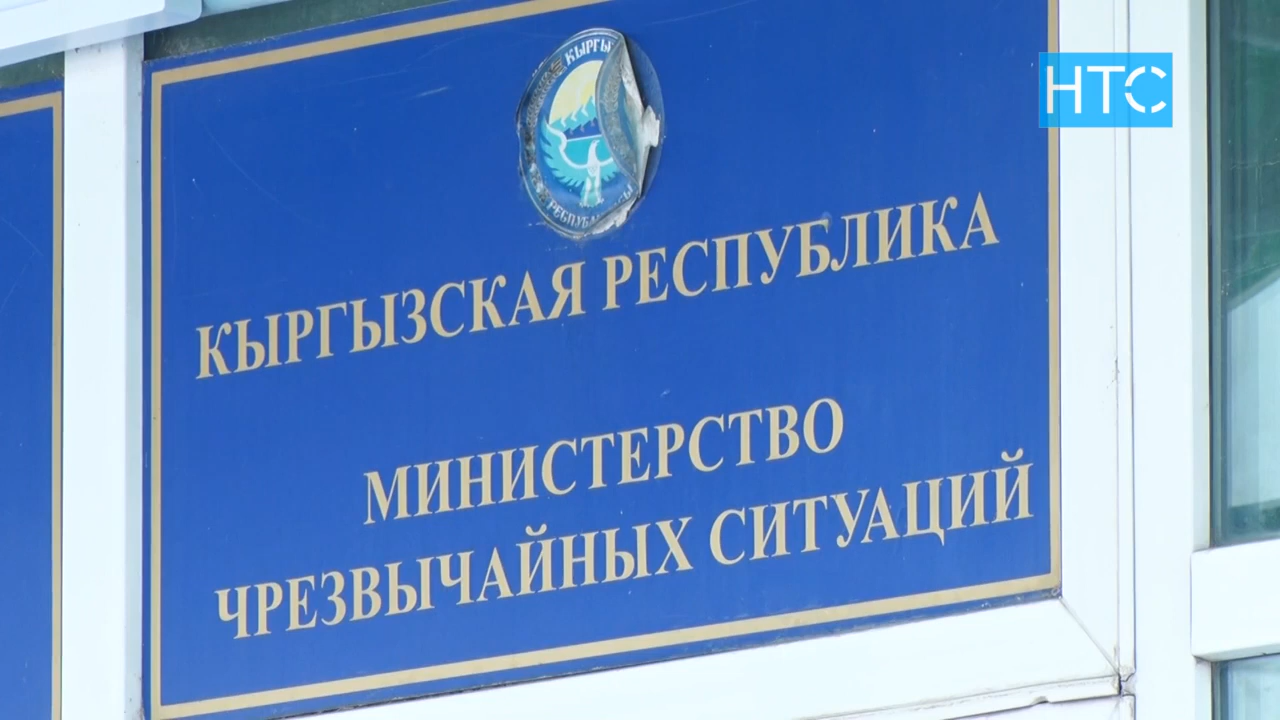 НТС
КЫРГЫЗСКАЯ РЕСПУБЛИКА
МИНИСТЕРСТВО
ЧРЕЗВЫЧАЙНЫХ СИТУАЦИЙ